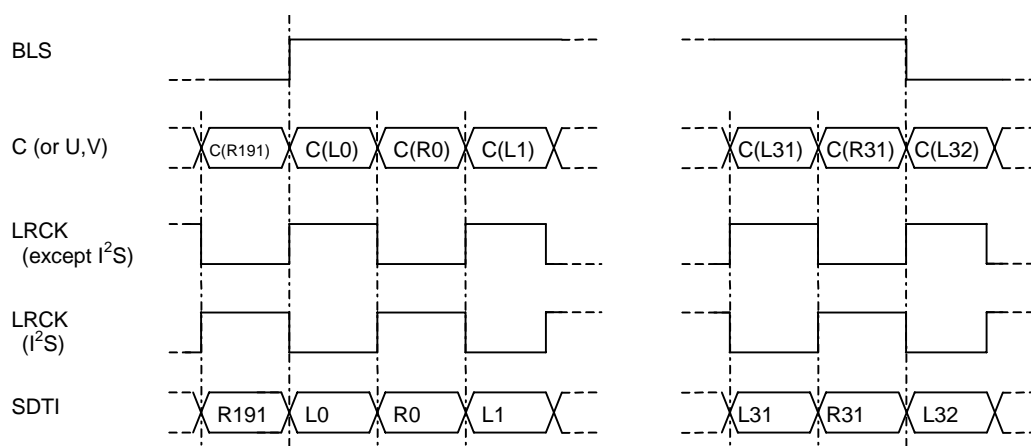 BLS
C (or U,V) C(R191) C(L0) C(R0) C(L1) C(L31) C(R31) C(L32)
LRCK
(except I²S)
LRCK
(I²S)
SDTI R191 L0 R0 L1 L31 R31 L32